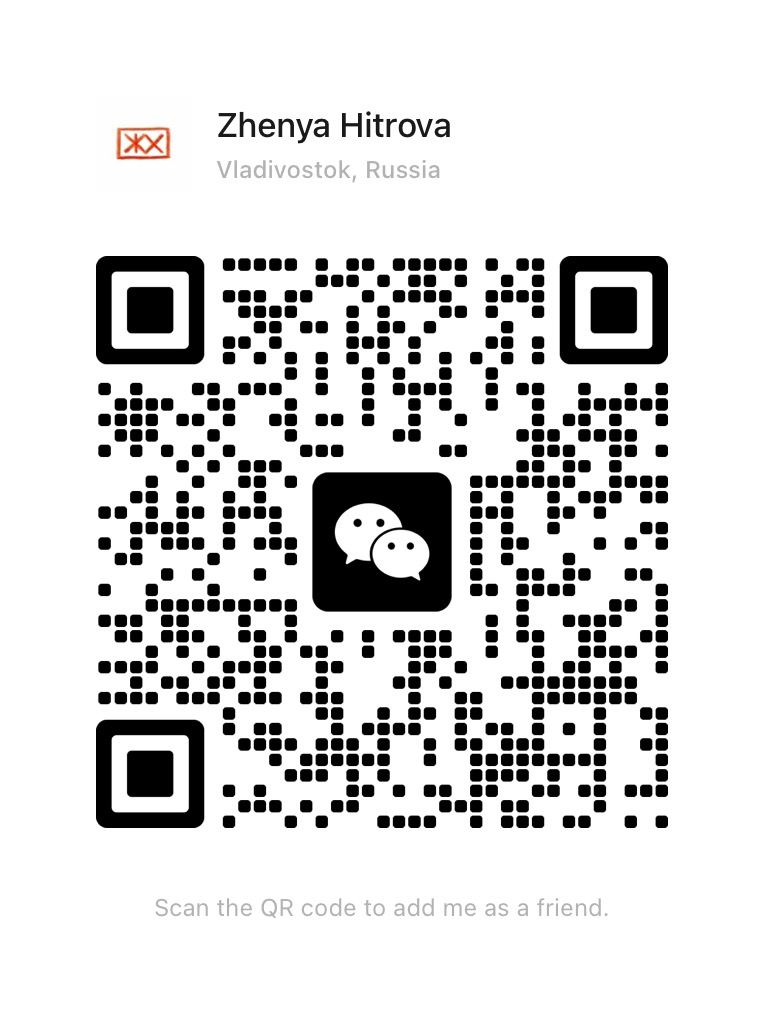 ЖХ
Zhenya Hitrova
Vladivostok, Russia
Scan the QR code to add me as a friend.